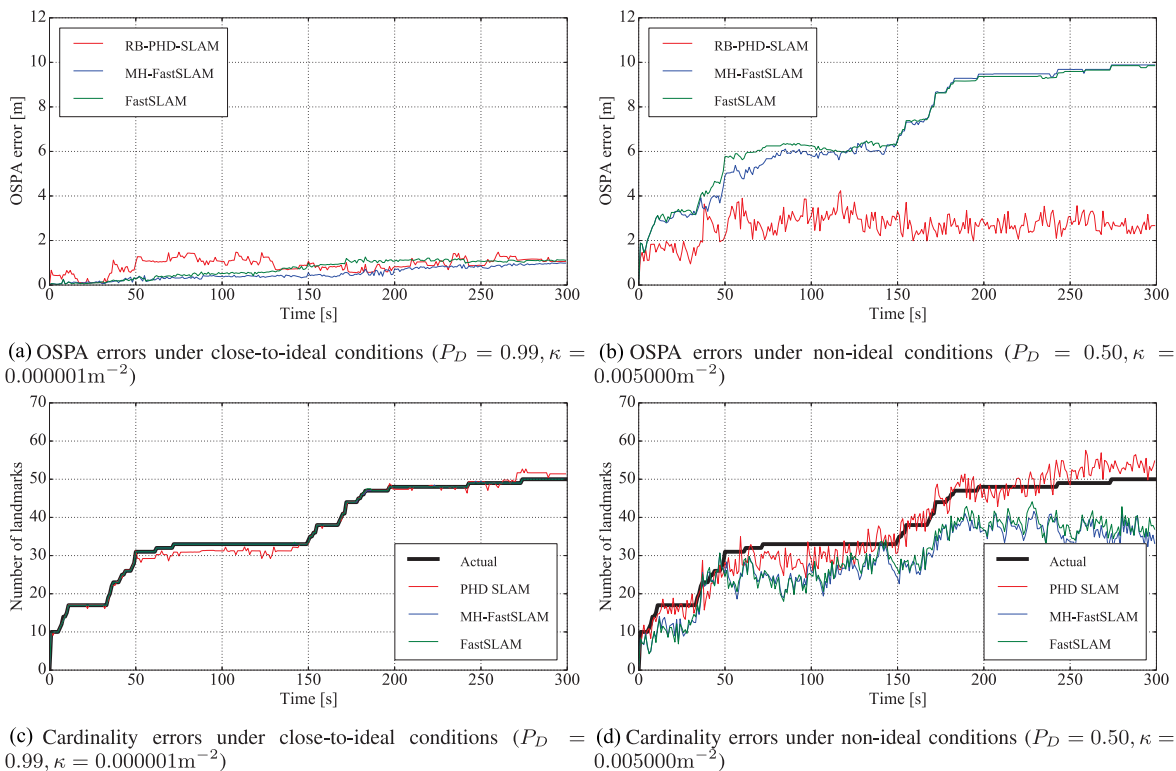 12
10
8
6
4
2
0
OSPA error [m]
RB-PHD-SLAM
MH-FastSLAM
FastSLAM
0 50 100 150 200 250 300
Time [s]
(a) OSPA errors under close-to-ideal conditions (P_D = 0.99, κ =
0.000001m⁻²)
12
10
8
6
4
2
0
OSPA error [m]
RB-PHD-SLAM
MH-FastSLAM
FastSLAM
0 50 100 150 200 250 300
Time [s]
(b) OSPA errors under non-ideal conditions (P_D = 0.50, κ =
0.005000m⁻²)
70
60
50
40
30
20
10
0
Number of landmarks
Actual
PHD SLAM
MH-FastSLAM
FastSLAM
0 50 100 150 200 250 300
Time [s]
(c) Cardinality errors under close-to-ideal conditions (P_D =
0.99, κ = 0.000001m⁻²)
70
60
50
40
30
20
10
0
Number of landmarks
Actual
PHD SLAM
MH-FastSLAM
FastSLAM
0 50 100 150 200 250 300
Time [s]
(d) Cardinality errors under non-ideal conditions (P_D = 0.50, κ =
0.005000m⁻²)